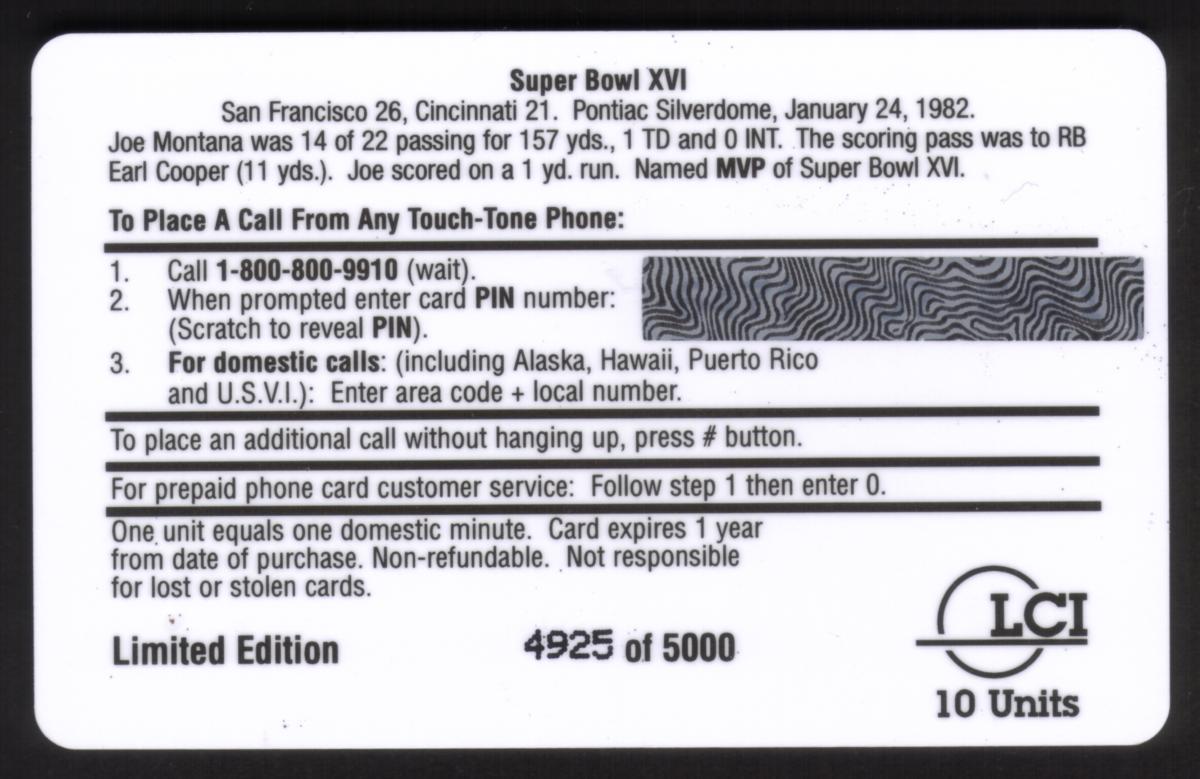 Super Bowl XVI
San Francisco 26, Cincinnati 21. Pontiac Silverdome, January 24, 1982.
Joe Montana was 14 of 22 passing for 157 yds., 1 TD and 0 INT. The scoring pass was to RB
Earl Cooper (11 yds.). Joe scored on a 1 yd. run. Named MVP of Super Bowl XVI.
To Place A Call From Any Touch-Tone Phone:
1. Call 1-800-800-9910 (wait).
2. When prompted enter card PIN number:
(Scratch to reveal PIN).
3. For domestic calls: (including Alaska, Hawaii, Puerto Rico
and U.S.V.I.): Enter area code + local number.
To place an additional call without hanging up, press # button.
For prepaid phone card customer service: Follow step 1 then enter 0.
One unit equals one domestic minute. Card expires 1 year
from date of purchase. Non-refundable. Not responsible
for lost or stolen cards.
Limited Edition 4925 of 5000
LCI
10 Units